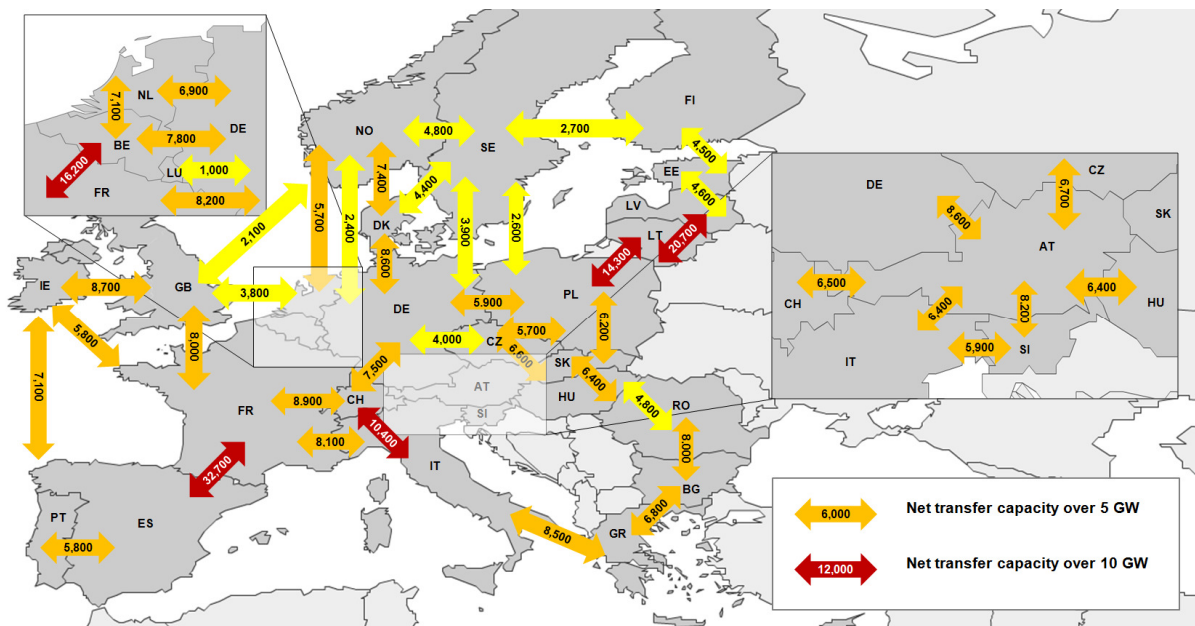 NL
6,900
7,100
DE
7,800
BE
LU
1,000
16,200
FR
8,200
NO
4,800
SE
2,700
FI
4,500
EE
4,600
LV
LT
20,700
14,300
5,700
2,400
7,400
4,400
DK
3,900
2,600
8,600
2,100
IE
8,700
GB
3,800
5,800
8,000
7,100
DE
5.900
PL
4,000
CZ
5,700
6,600
6,200
SK
6,400
7,500
AT
SI
HU
4,800
RO
FR
8.900
CH
10,400
8,100
8,000
32,700
IT
BG
6,800
GR
8,500
PT
ES
5,800
DE
CZ
6,700
8,600
SK
AT
CH
6,500
6,400
HU
6,400
8,200
5,900
SI
IT
6,000 Net transfer capacity over 5 GW
12,000 Net transfer capacity over 10 GW